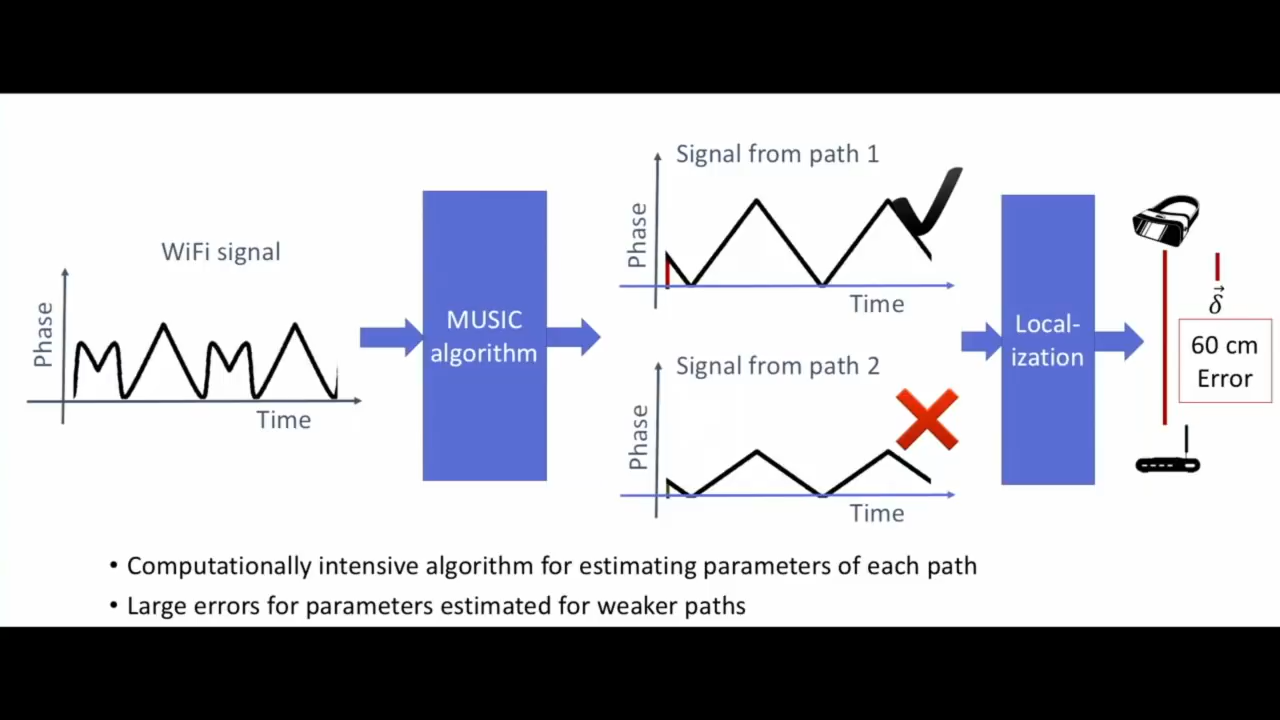 WiFi signal
Phase
Time
MUSIC
algorithm
Signal from path 1
Phase
Time
Signal from path 2
Phase
Time
Local-
ization
δ⃗
60 cm
Error
• Computationally intensive algorithm for estimating parameters of each path
• Large errors for parameters estimated for weaker paths